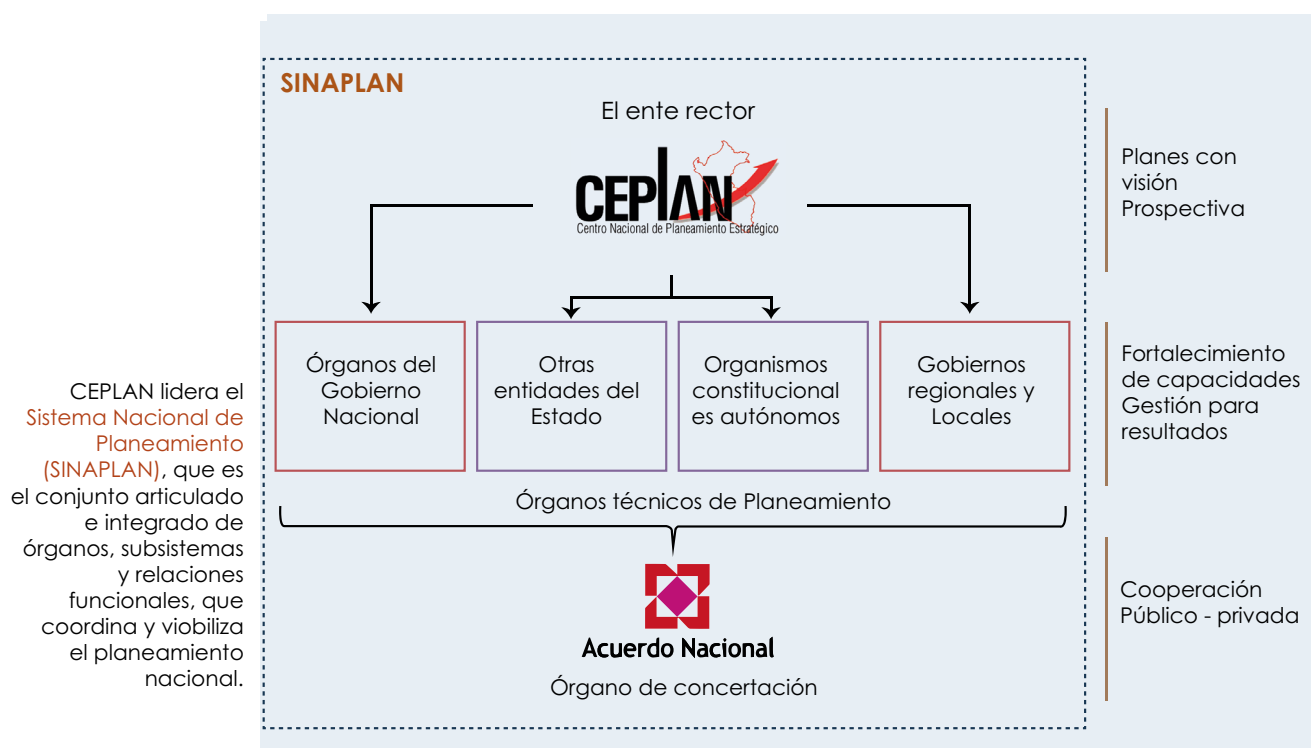 SINAPLAN
El ente rector
CEPLAN
Centro Nacional de Planeamiento Estratégico
Órganos del
Gobierno
Nacional
Otras
entidades del
Estado
Organismos
constitucional
es autónomos
Gobiernos
regionales y
Locales
Órganos técnicos de Planeamiento
Acuerdo Nacional
Órgano de concertación
CEPLAN lidera el
Sistema Nacional de
Planeamiento
(SINAPLAN), que es
el conjunto articulado
e integrado de
órganos, subsistemas
y relaciones
funcionales, que
coordina y viobiliza
el planeamiento
nacional.
Planes con
visión
Prospectiva
Fortalecimiento
de capacidades
Gestión para
resultados
Cooperación
Público - privada